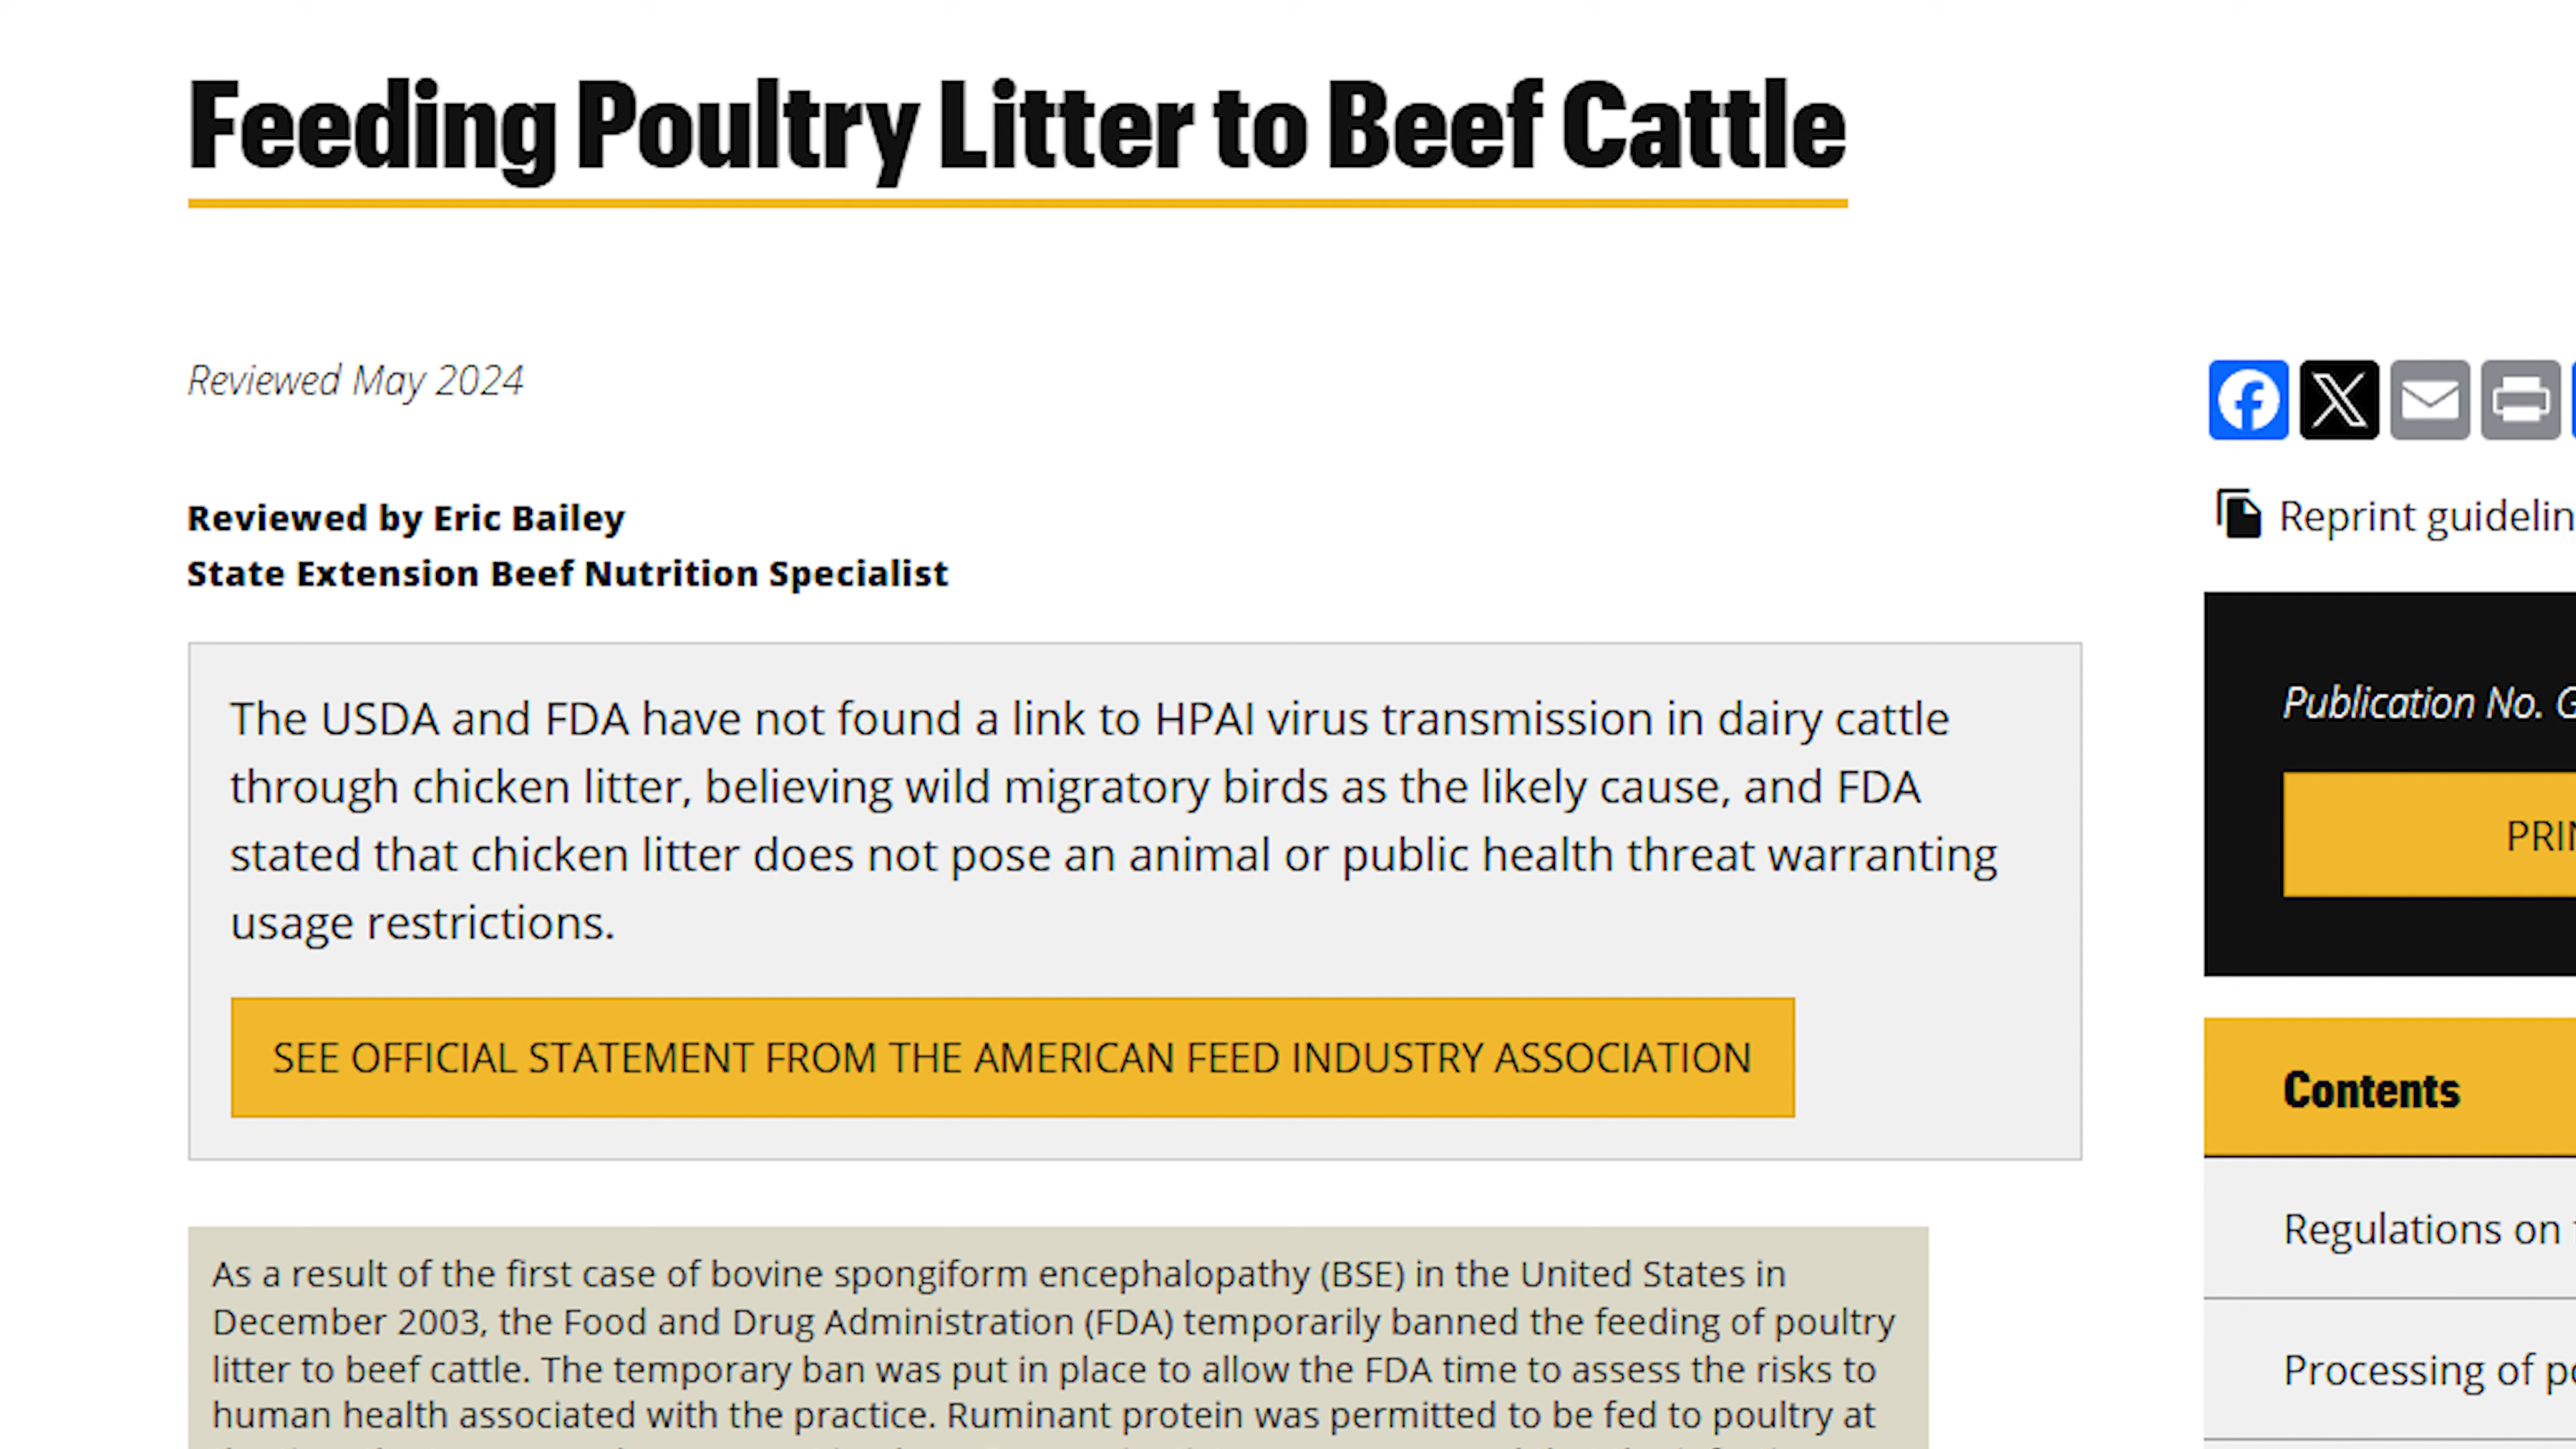 Feeding Poultry Litter to Beef Cattle
Reviewed May 2024
Reviewed by Eric Bailey
State Extension Beef Nutrition Specialist
The USDA and FDA have not found a link to HPAI virus transmission in dairy cattle
through chicken litter, believing wild migratory birds as the likely cause, and FDA
stated that chicken litter does not pose an animal or public health threat warranting
usage restrictions.
SEE OFFICIAL STATEMENT FROM THE AMERICAN FEED INDUSTRY ASSOCIATION
As a result of the first case of bovine spongiform encephalopathy (BSE) in the United States in
December 2003, the Food and Drug Administration (FDA) temporarily banned the feeding of poultry
litter to beef cattle. The temporary ban was put in place to allow the FDA time to assess the risks to
human health associated with the practice. Ruminant protein was permitted to be fed to poultry at
Reprint
Publication No.
Contents
Regulations on
Processing of